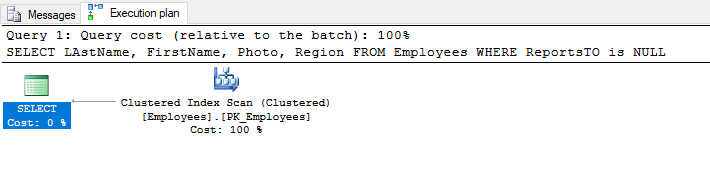 Messages Execution plan
Query 1: Query cost (relative to the batch): 100%
SELECT LAstName, FirstName, Photo, Region FROM Employees WHERE ReportsTO is NULL
SELECT
Cost: 0 %
Clustered Index Scan (Clustered)
[Employees].[PK_Employees]
Cost: 100 %